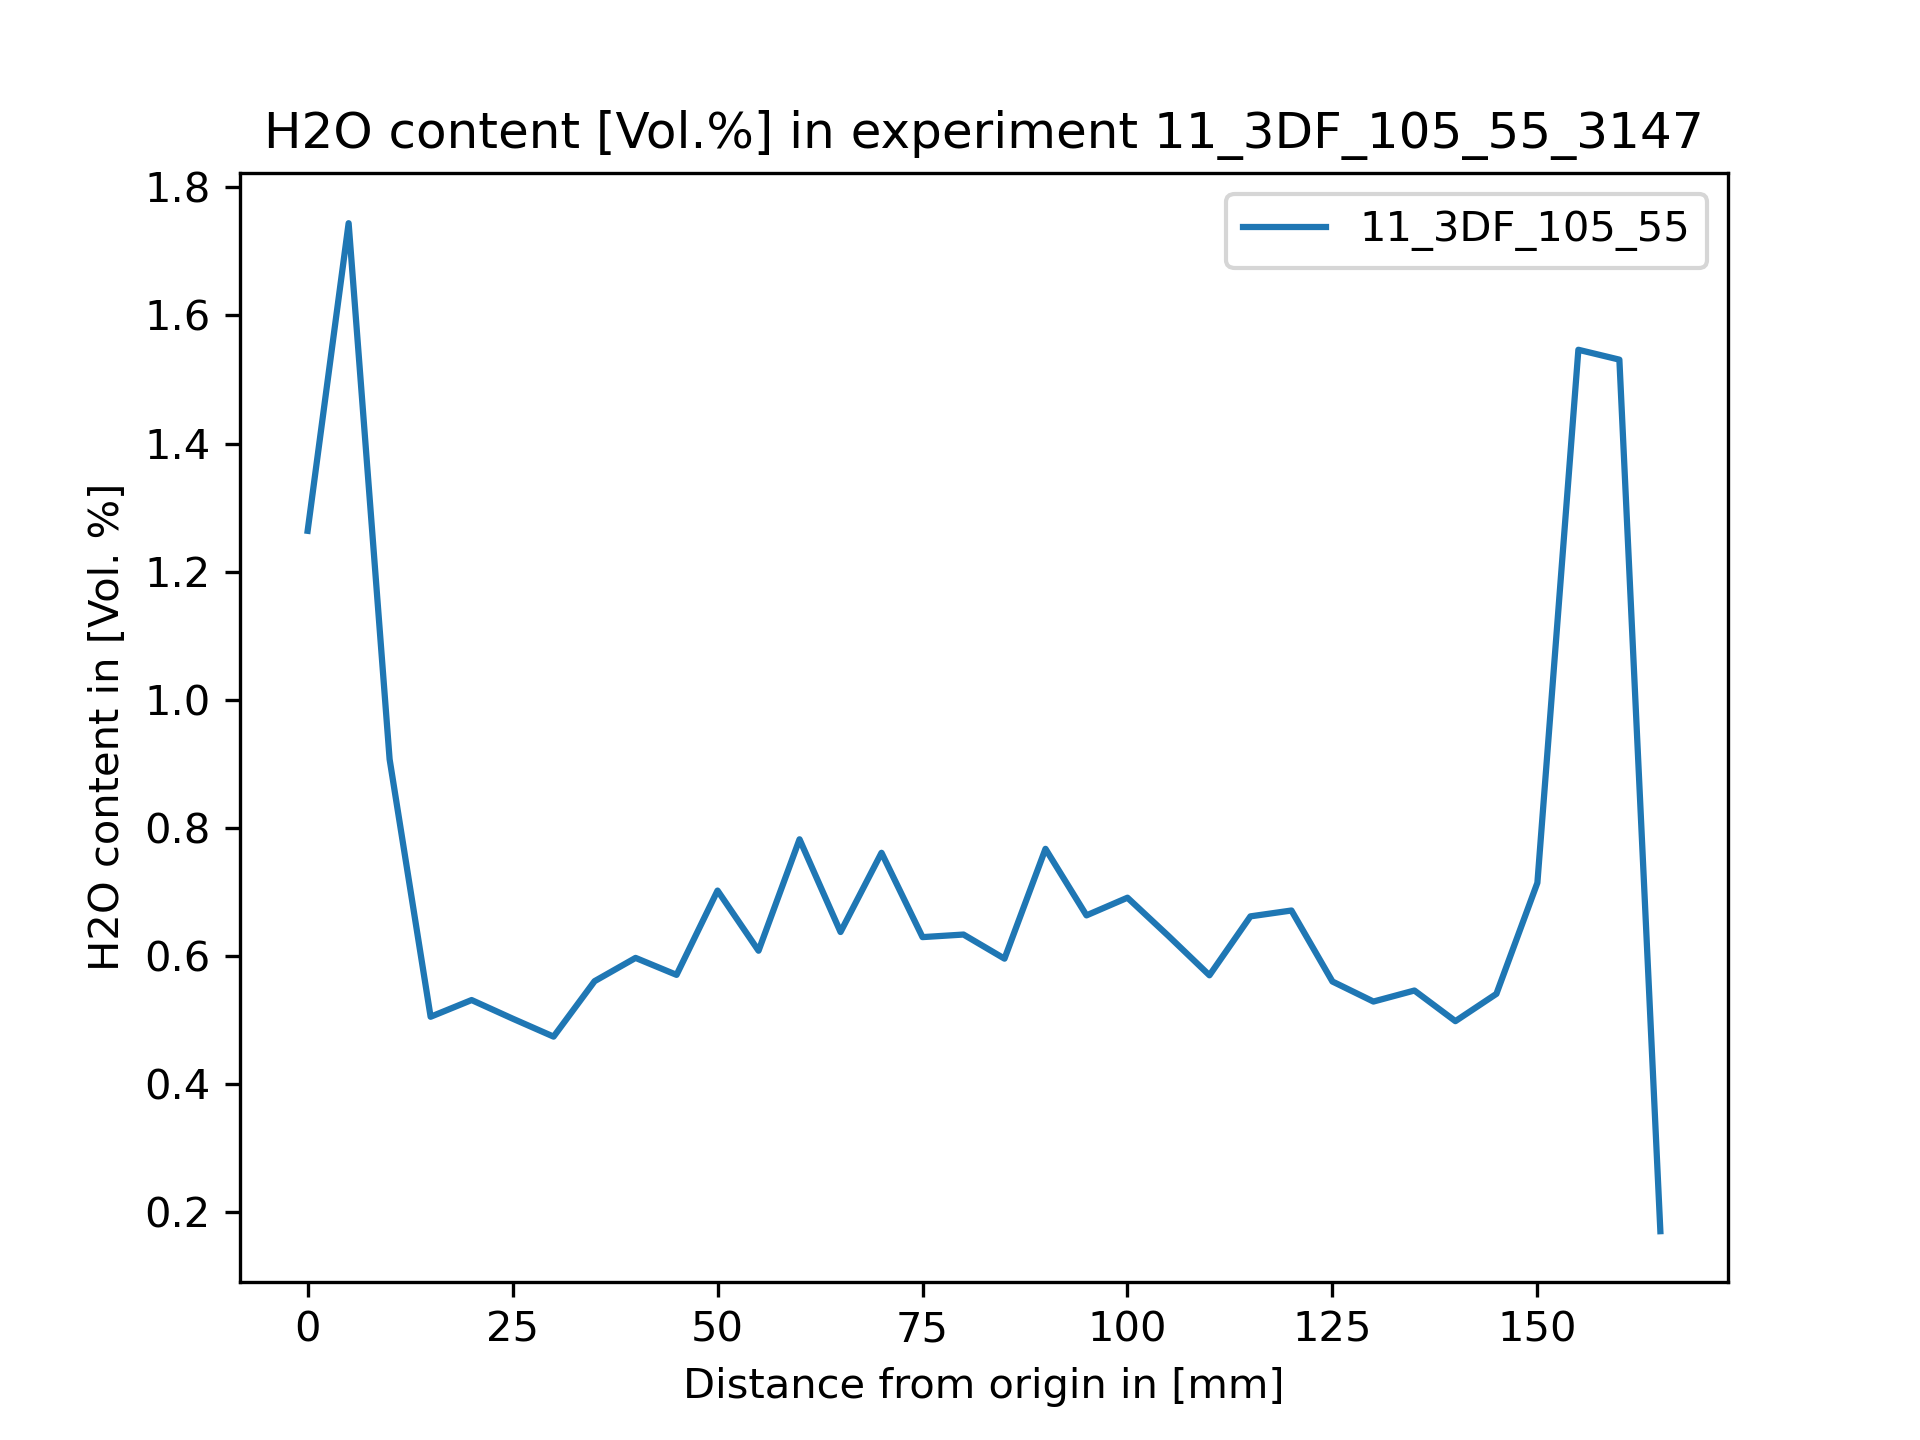 H2O content [Vol.%] in experiment 11_3DF_105_55_3147
11_3DF_105_55
H2O content in [Vol. %]
1.8
1.6
1.4
1.2
1.0
0.8
0.6
0.4
0.2
0 25 50 75 100 125 150
Distance from origin in [mm]